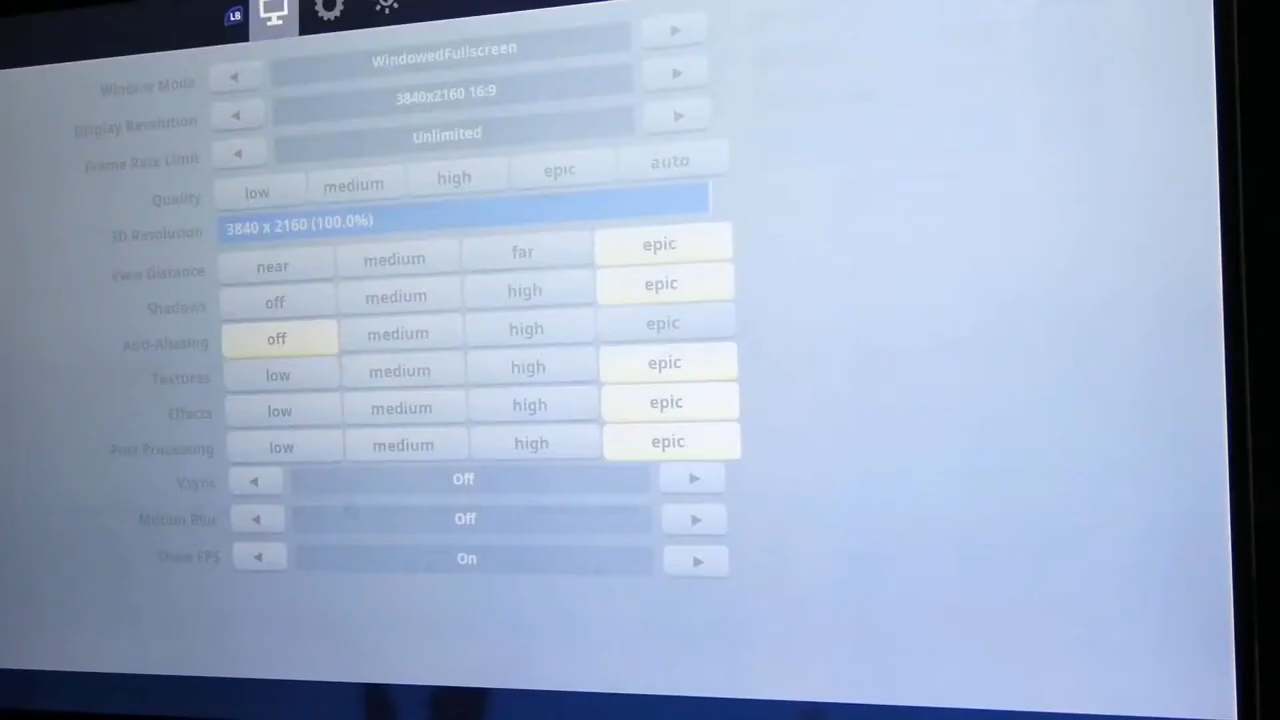 LB
Window Mode ◀ WindowedFullscreen ▶
Display Resolution ◀ 3840x2160 16:9 ▶
Frame Rate Limit ◀ Unlimited ▶
Quality low medium high epic auto
3D Resolution 3840 x 2160 (100.0%)
View Distance near medium far epic
Shadows off medium high epic
Anti-Aliasing off medium high epic
Textures low medium high epic
Effects low medium high epic
Post Processing low medium high epic
Vsync ◀ Off ▶
Motion Blur ◀ Off ▶
Show FPS ◀ On ▶